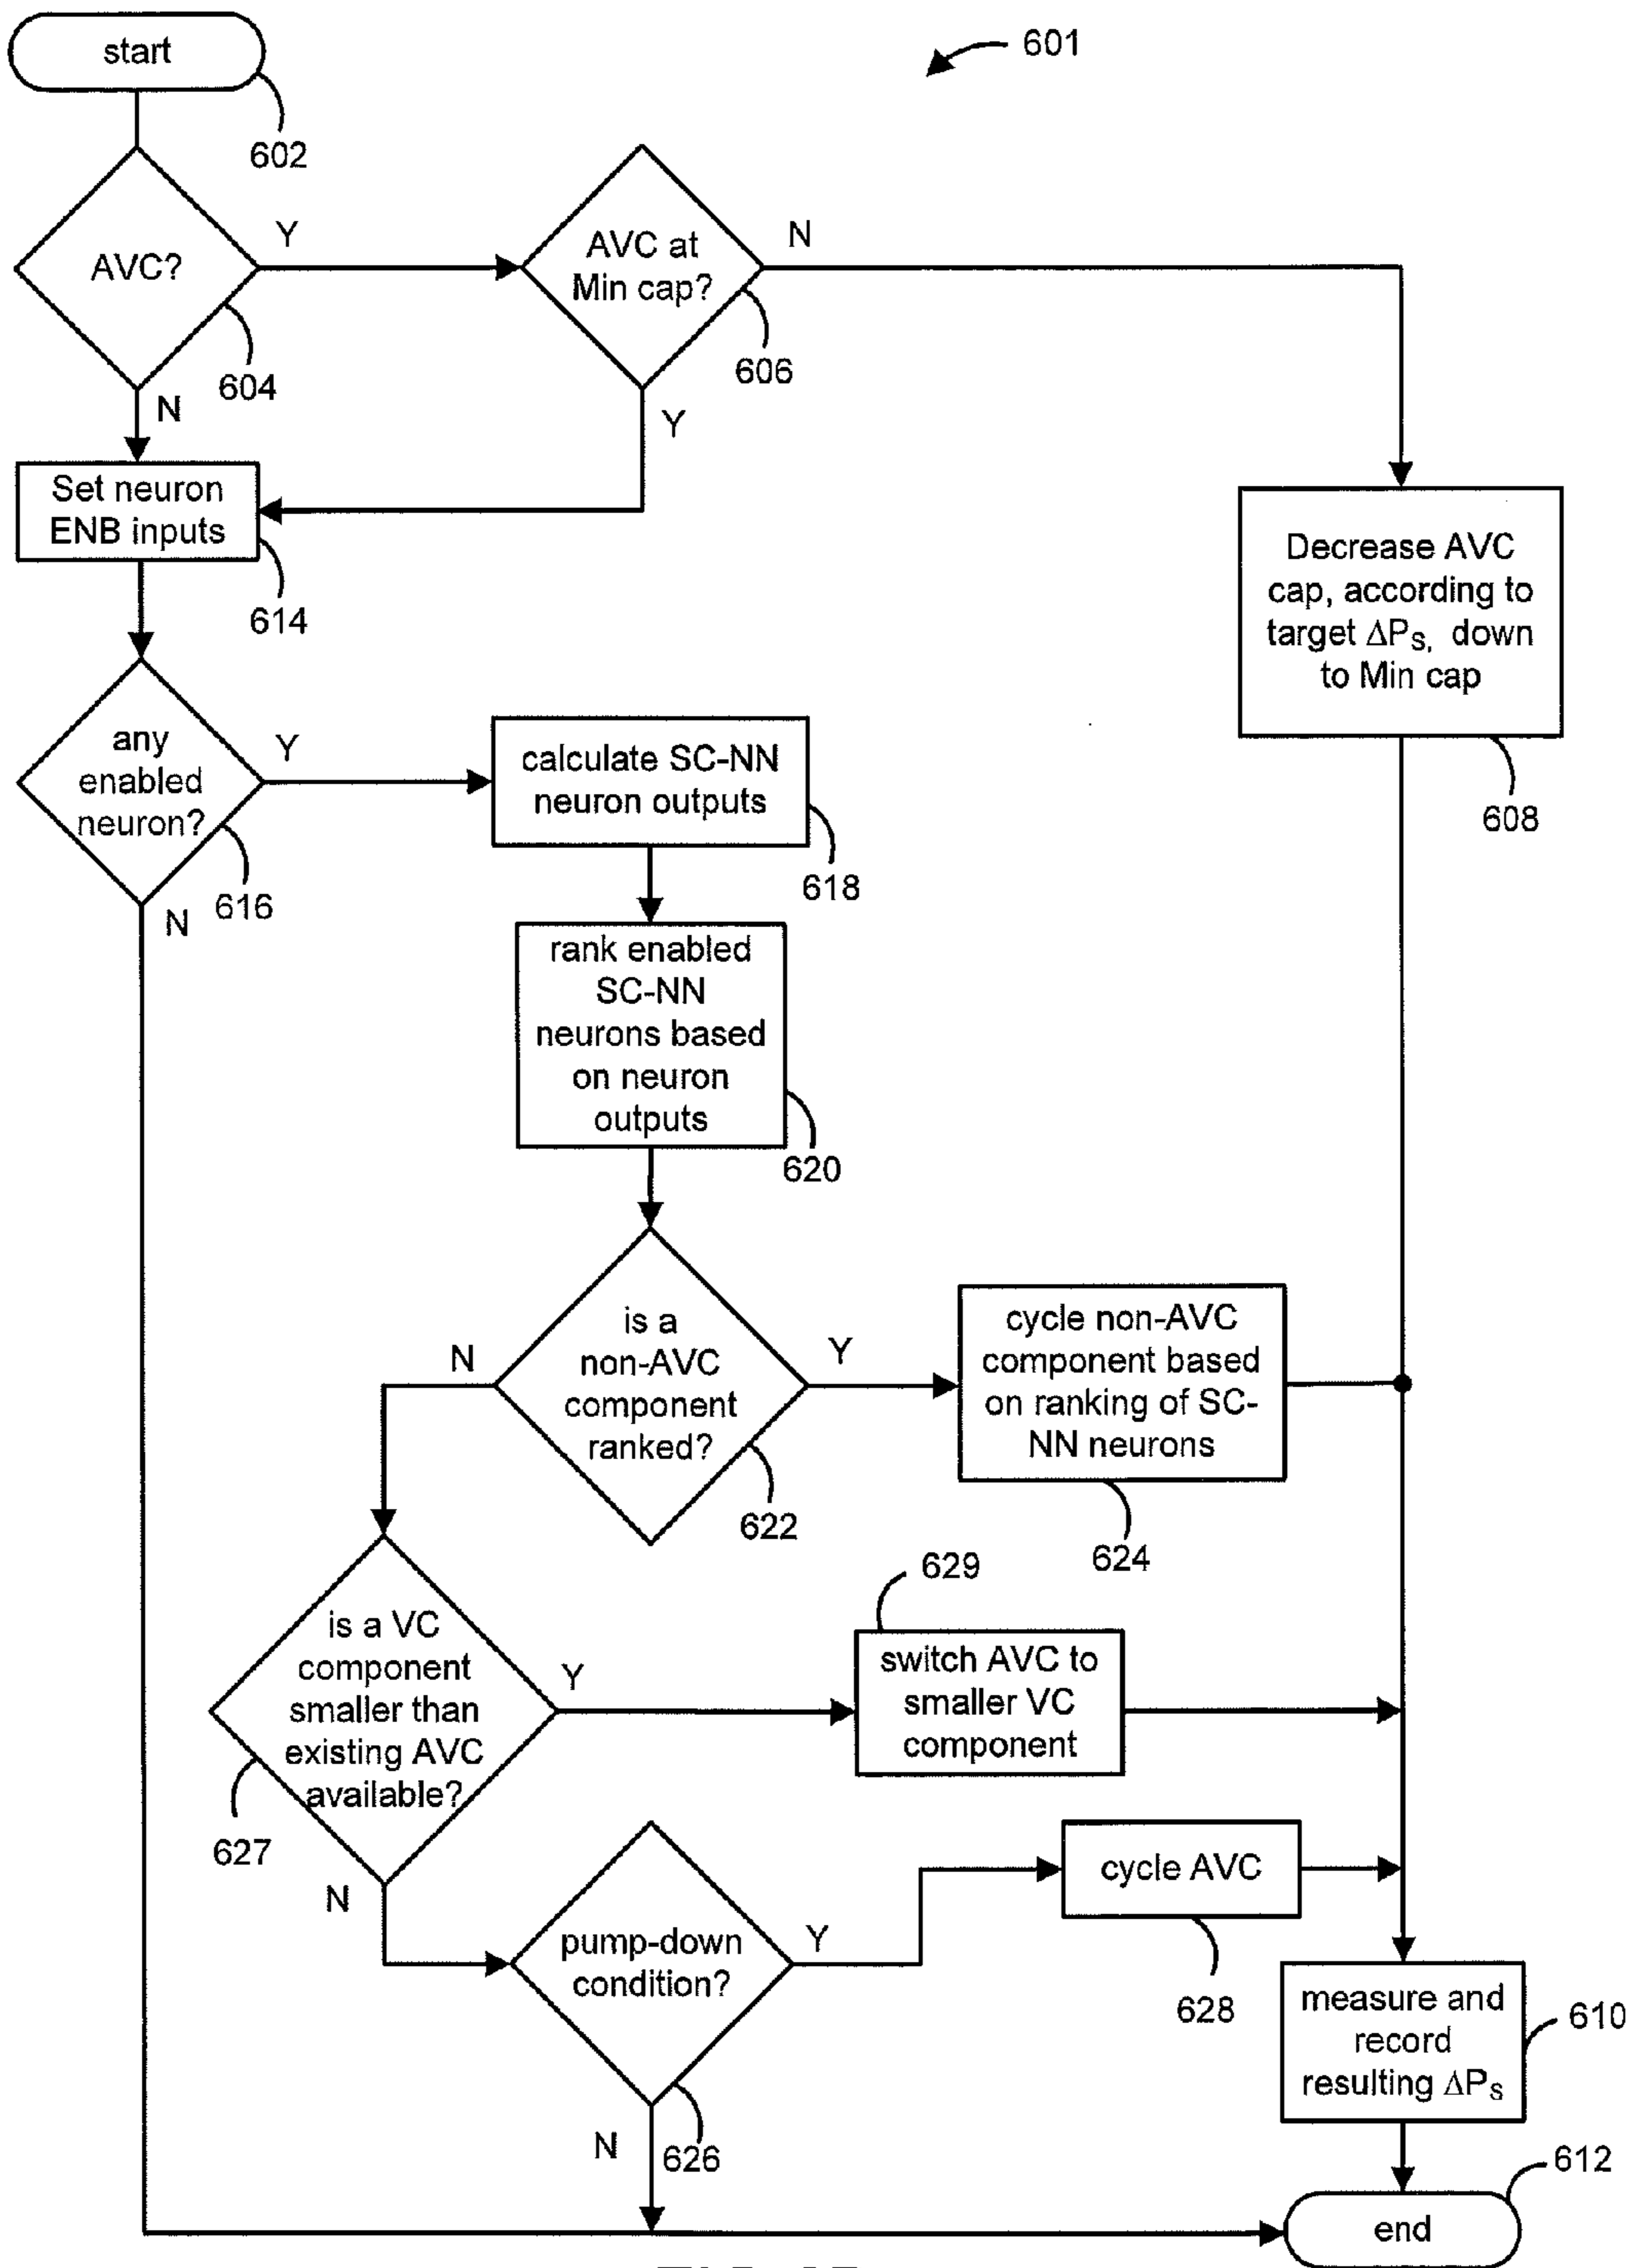 start
601
602
AVC?
Y
AVC at
Min cap?
N
604
606
N
Y
Set neuron
ENB inputs
614
Decrease AVC
cap, according to
target ΔPS, down
to Min cap
608
any
enabled
neuron?
Y
616
N
calculate SC-NN
neuron outputs
618
rank enabled
SC-NN
neurons based
on neuron
outputs
620
is a
non-AVC
component
ranked?
N
Y
622
cycle non-AVC
component based
on ranking of SC-
NN neurons
624
is a VC
component
smaller than
existing AVC
available?
Y
627
N
629
switch AVC to
smaller VC
component
pump-down
condition?
Y
626
N
cycle AVC
628
measure and
record
resulting ΔPS
610
612
end